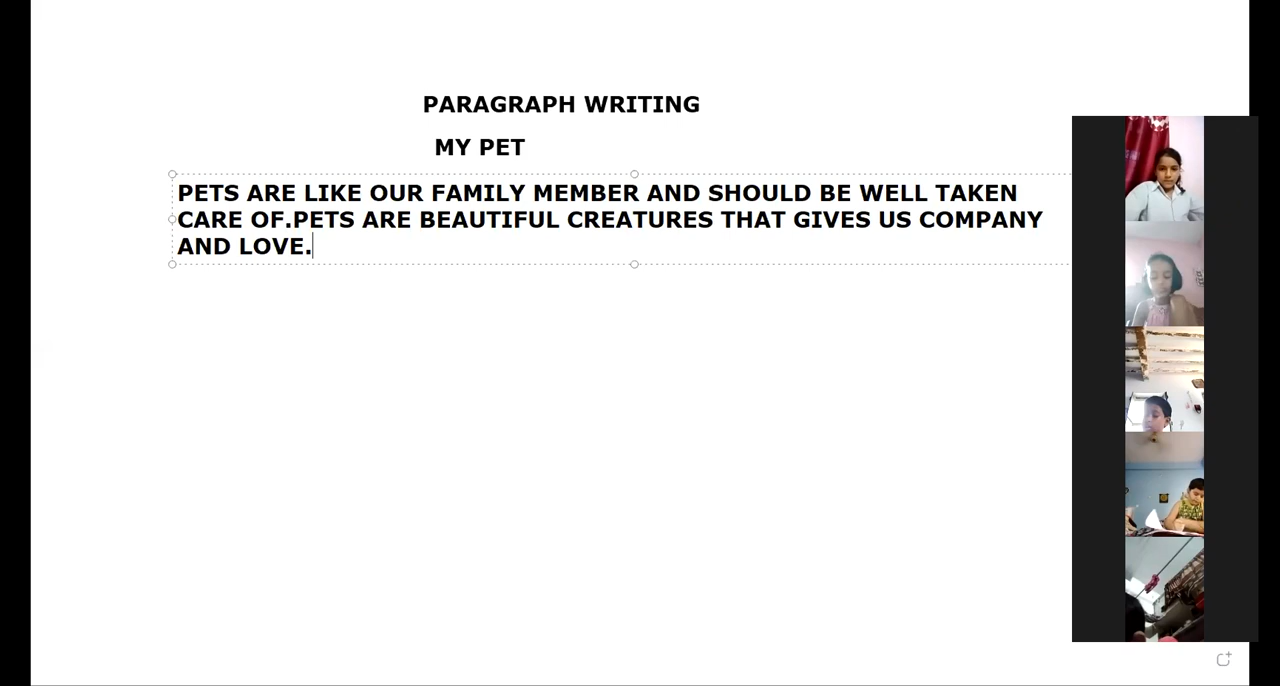 PARAGRAPH WRITING
MY PET
PETS ARE LIKE OUR FAMILY MEMBER AND SHOULD BE WELL TAKEN
CARE OF.PETS ARE BEAUTIFUL CREATURES THAT GIVES US COMPANY
AND LOVE.